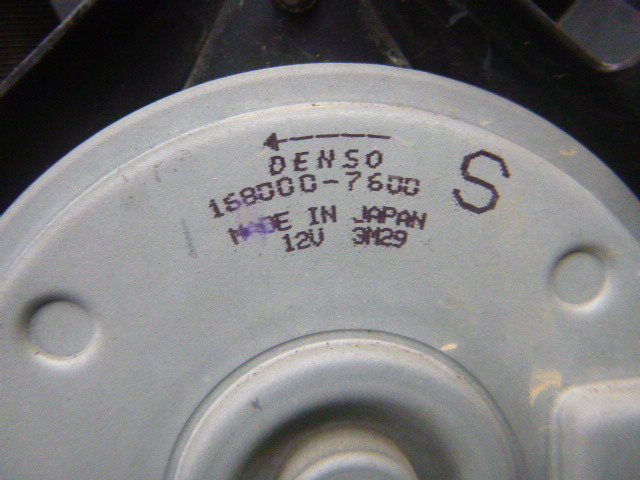 DENSO
168000-7600
S
MADE IN JAPAN
12V 3M29